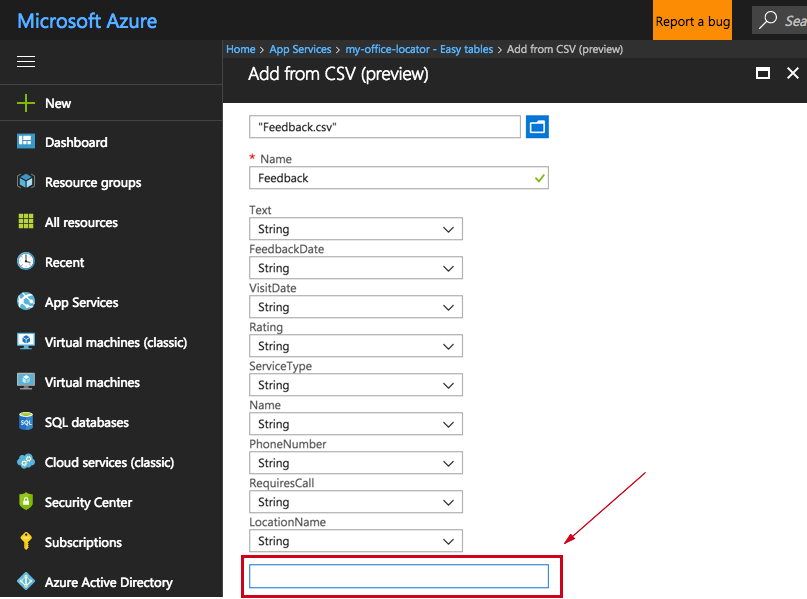 Microsoft Azure
Report a bug
Sea
Home > App Services > my-office-locator - Easy tables > Add from CSV (preview)
Add from CSV (preview)
New
Dashboard
Resource groups
All resources
Recent
App Services
Virtual machines (classic)
Virtual machines
SQL databases
Cloud services (classic)
Security Center
Subscriptions
Azure Active Directory
"Feedback.csv"
* Name
Feedback
Text
String
FeedbackDate
String
VisitDate
String
Rating
String
ServiceType
String
Name
String
PhoneNumber
String
RequiresCall
String
LocationName
String